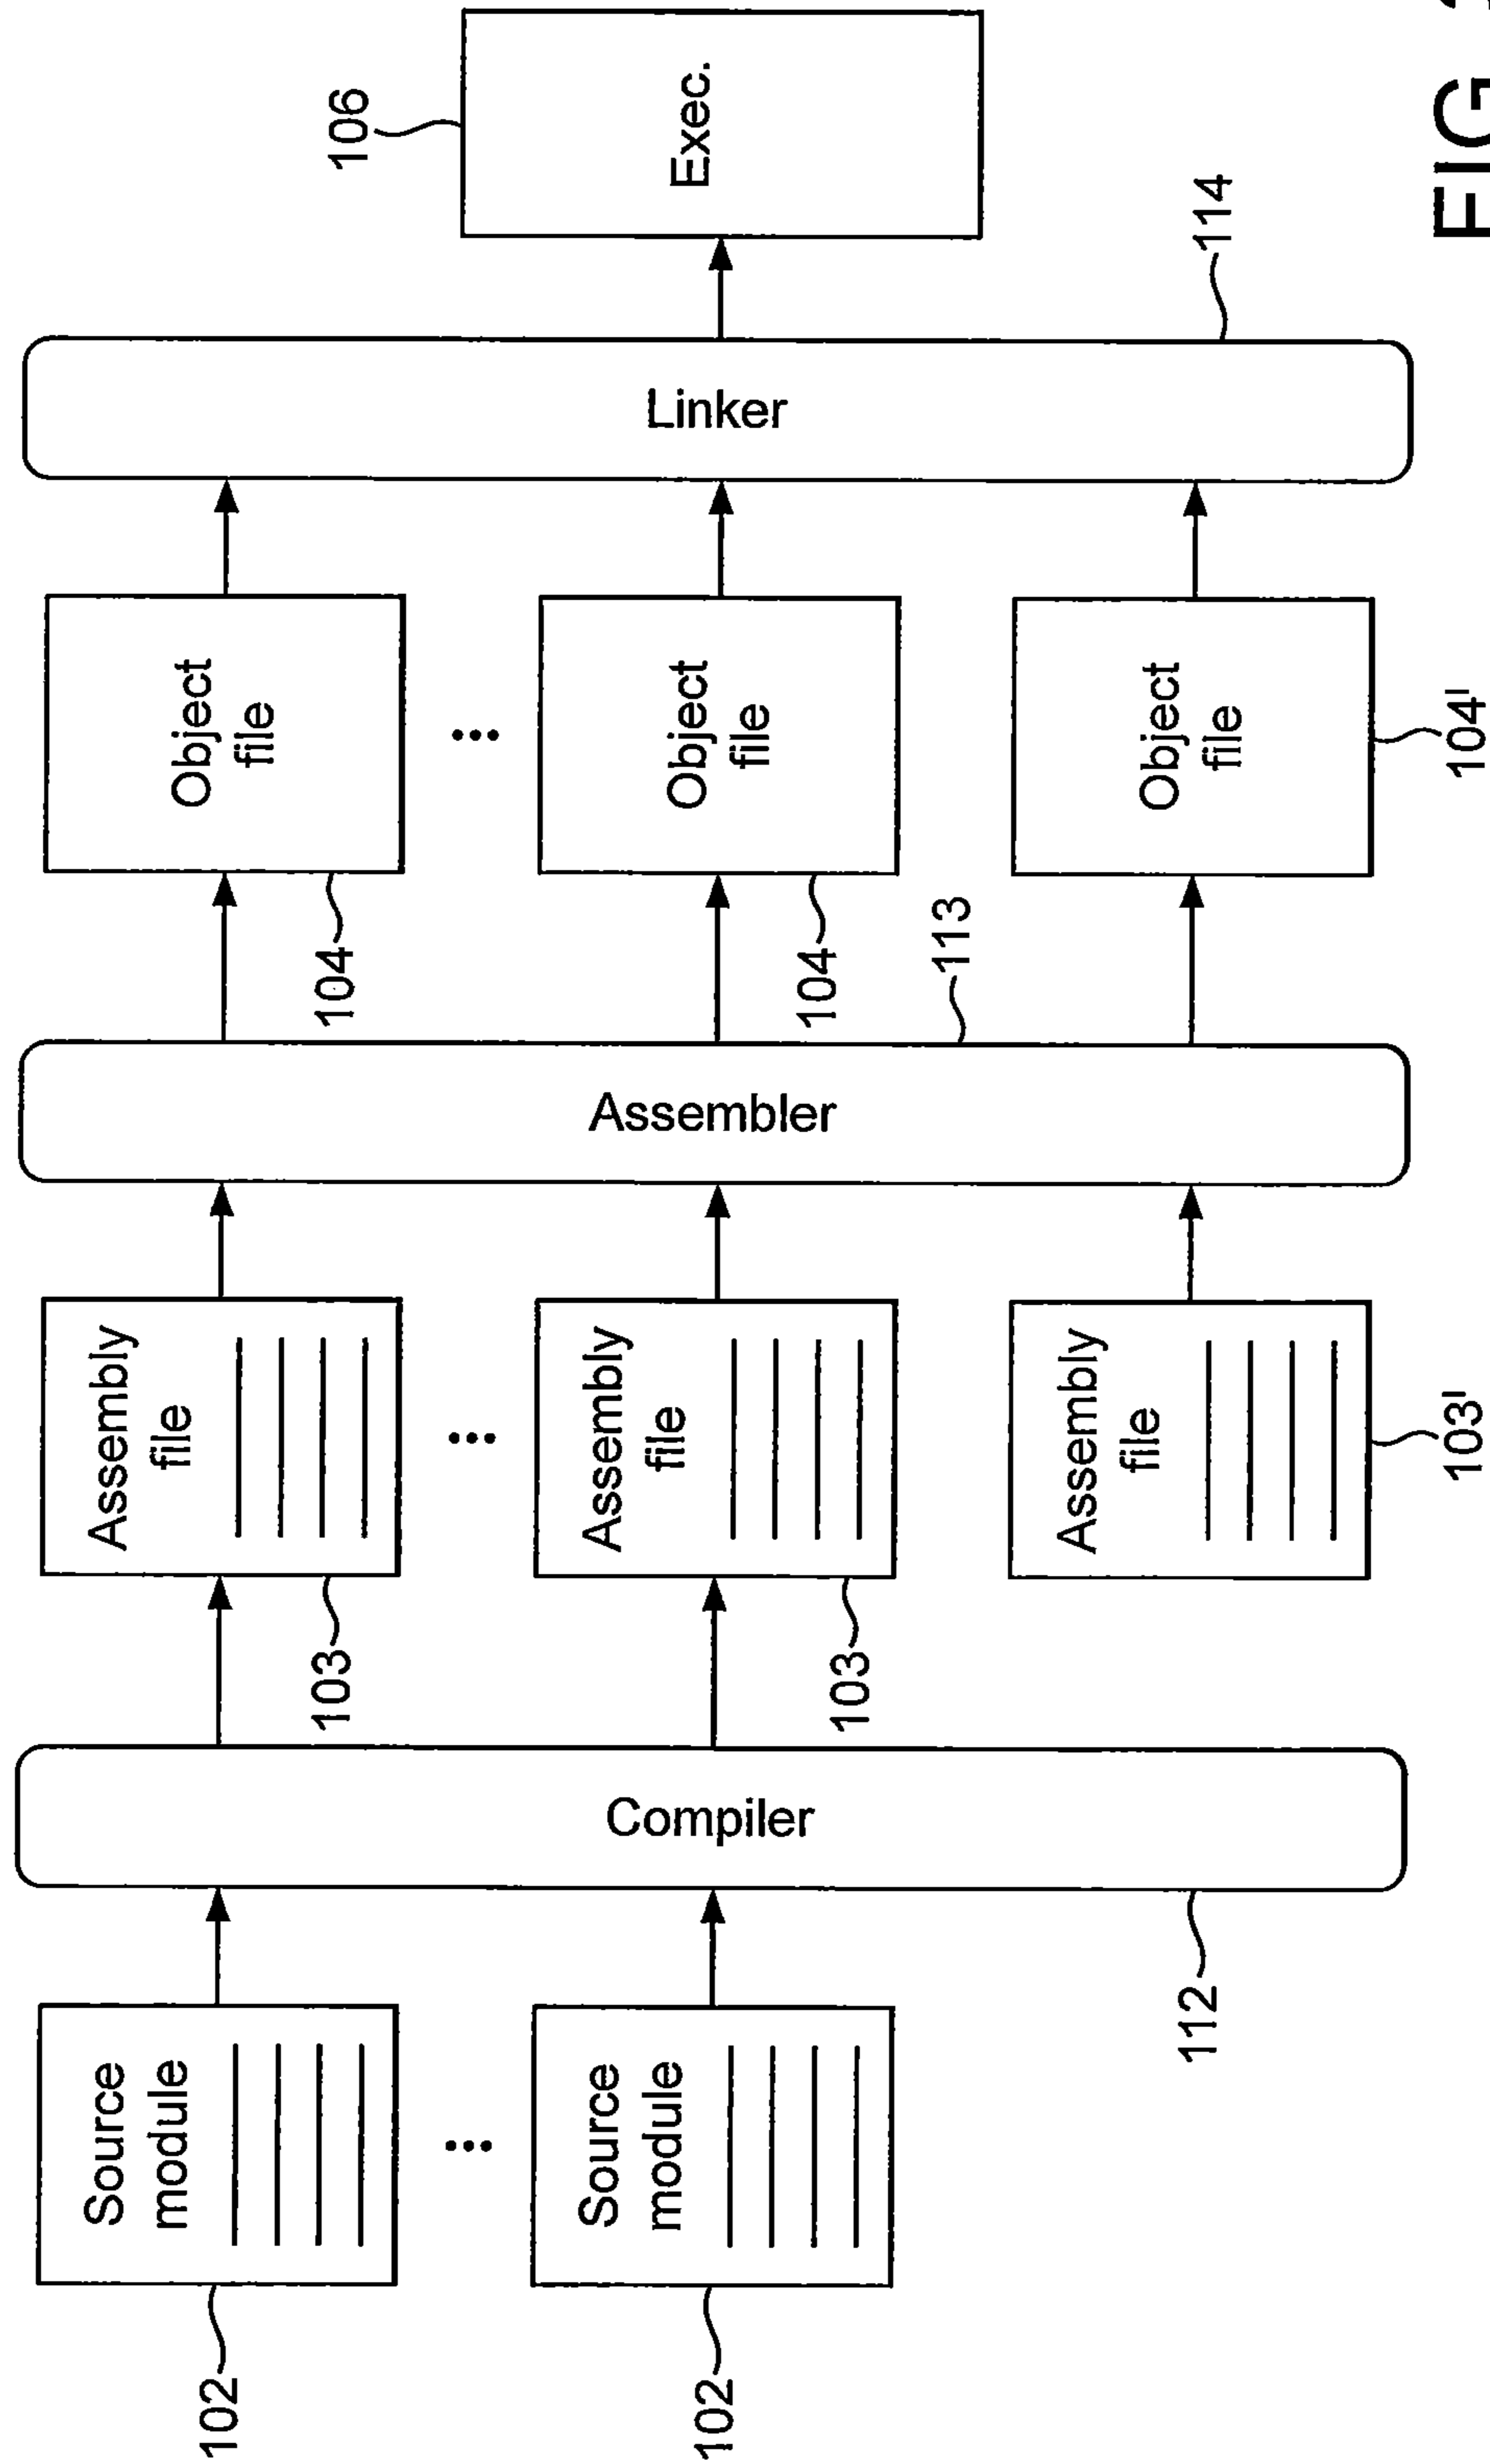 102
Source
module
102
Source
module
Compiler
112
103
Assembly
file
103
Assembly
file
103'
Assembly
file
Assembler
113
104
Object
file
104
Object
file
104'
Object
file
Linker
114
106
Exec.
FIG